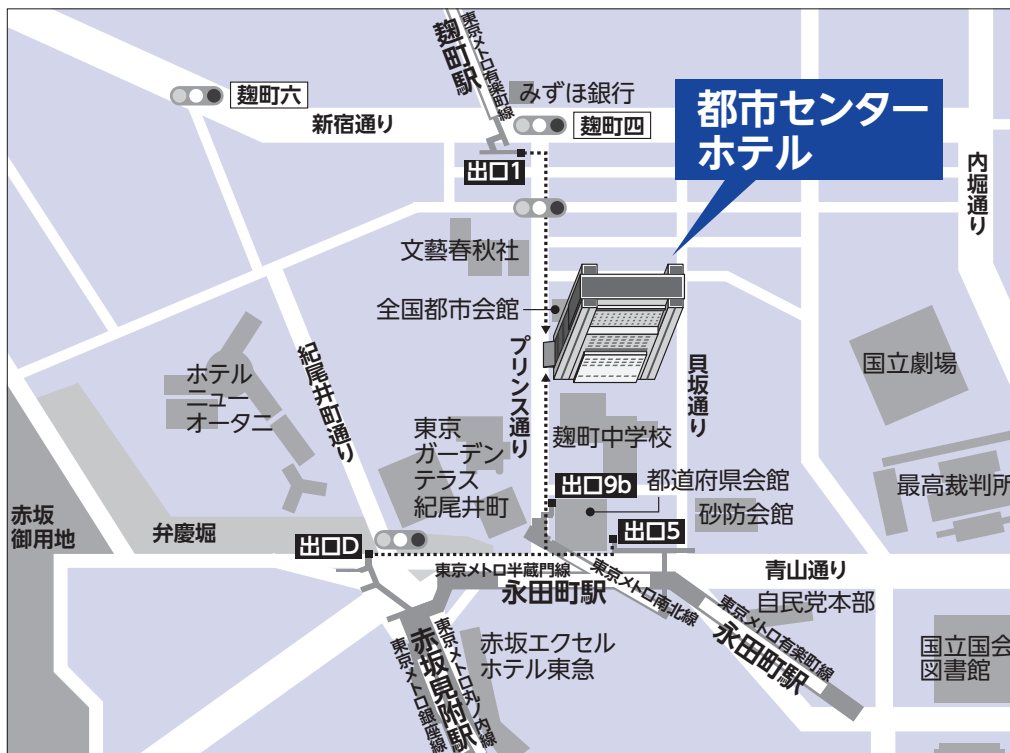 東京メトロ有楽町線
麹町駅
みずほ銀行
麹町六
新宿通り
麹町四
都市センター
ホテル
出口1
内堀通り
文藝春秋社
全国都市会館
プリンス通り
貝坂通り
国立劇場
ホテル
ニュー
オータニ
紀尾井町通り
東京
ガーデン
テラス
紀尾井町
麹町中学校
出口9b
都道府県会館
最高裁判所
赤坂
御用地
弁慶堀
出口D
出口5
砂防会館
東京メトロ半蔵門線
永田町駅
東京メトロ南北線
青山通り
自民党本部
東京メトロ有楽町線
永田町駅
赤坂エクセル
ホテル東急
東京メトロ丸ノ内線
赤坂見附駅
東京メトロ銀座線
国立国会
図書館